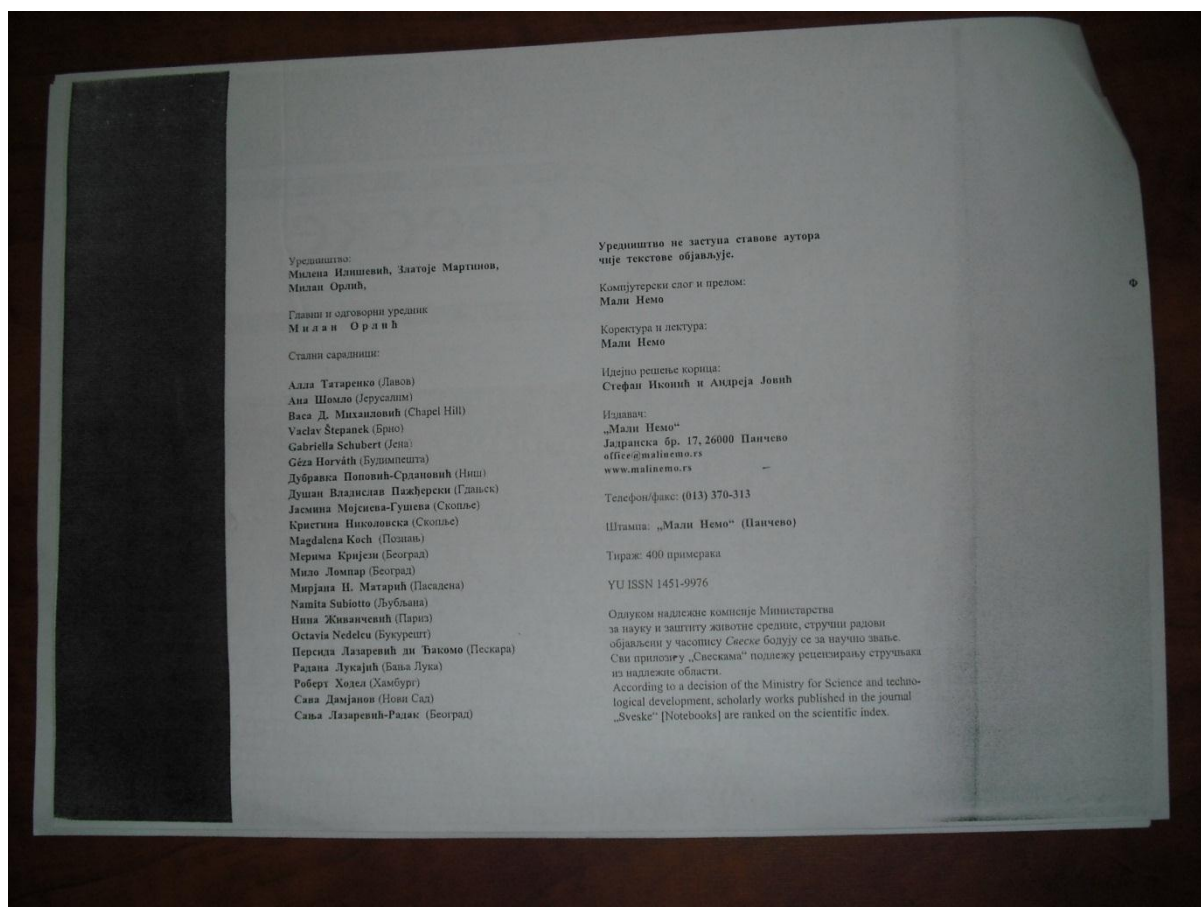 Уредништво:
Милена Илишевић, Златоје Мартинов,
Милан Орлић,
Главни и одговорни уредник
Милан Орлић
Стални сарадници:
Алла Татаренко (Лавов)
Ана Шомло (Јерусалим)
Васа Д. Михаиловић (Chapel Hill)
Vaclav Štepanek (Брно)
Gabriella Schubert (Јена)
Géza Horváth (Будимпешта)
Дубравка Поповић-Срдановић (Ниш)
Душан Владислав Пажђерски (Гдањск)
Јасмина Мојсиева-Гушева (Скопље)
Кристина Николовска (Скопље)
Magdalena Koch (Познањ)
Мерима Кријези (Београд)
Мило Ломпар (Београд)
Мирјана Н. Матарић (Пасадена)
Namita Subiotto (Љубљана)
Нина Живанчевић (Париз)
Octavia Nedelcu (Букурешт)
Персида Лазаревић ди Ђакомо (Пескара)
Радана Лукајић (Бања Лука)
Роберт Ходел (Хамбург)
Сава Дамјанов (Нови Сад)
Сања Лазаревић-Радак (Београд)
Уредништво не заступа ставове аутора
чије текстове објављује.
Компјутерски слог и прелом:
Мали Немо
Коректура и лектура:
Мали Немо
Идејно решење корица:
Стефан Иконић и Андреја Јовић
Издавач:
„Мали Немо“
Јадранска бр. 17, 26000 Панчево
office@malinemo.rs
www.malinemo.rs
Телефон/факс: (013) 370-313
Штампа: „Мали Немо“ (Панчево)
Тираж: 400 примерака
YU ISSN 1451-9976
Одлуком надлежне комисије Министарства
за науку и заштиту животне средине, стручни радови
објављени у часопису Свеске бодују се за научно звање.
Сви прилози у „Свескама“ подлежу рецензирању стручњака
из надлежне области.
According to a decision of the Ministry for Science and techno-
logical development, scholarly works published in the journal
„Sveske“ [Notebooks] are ranked on the scientific index.
Ф